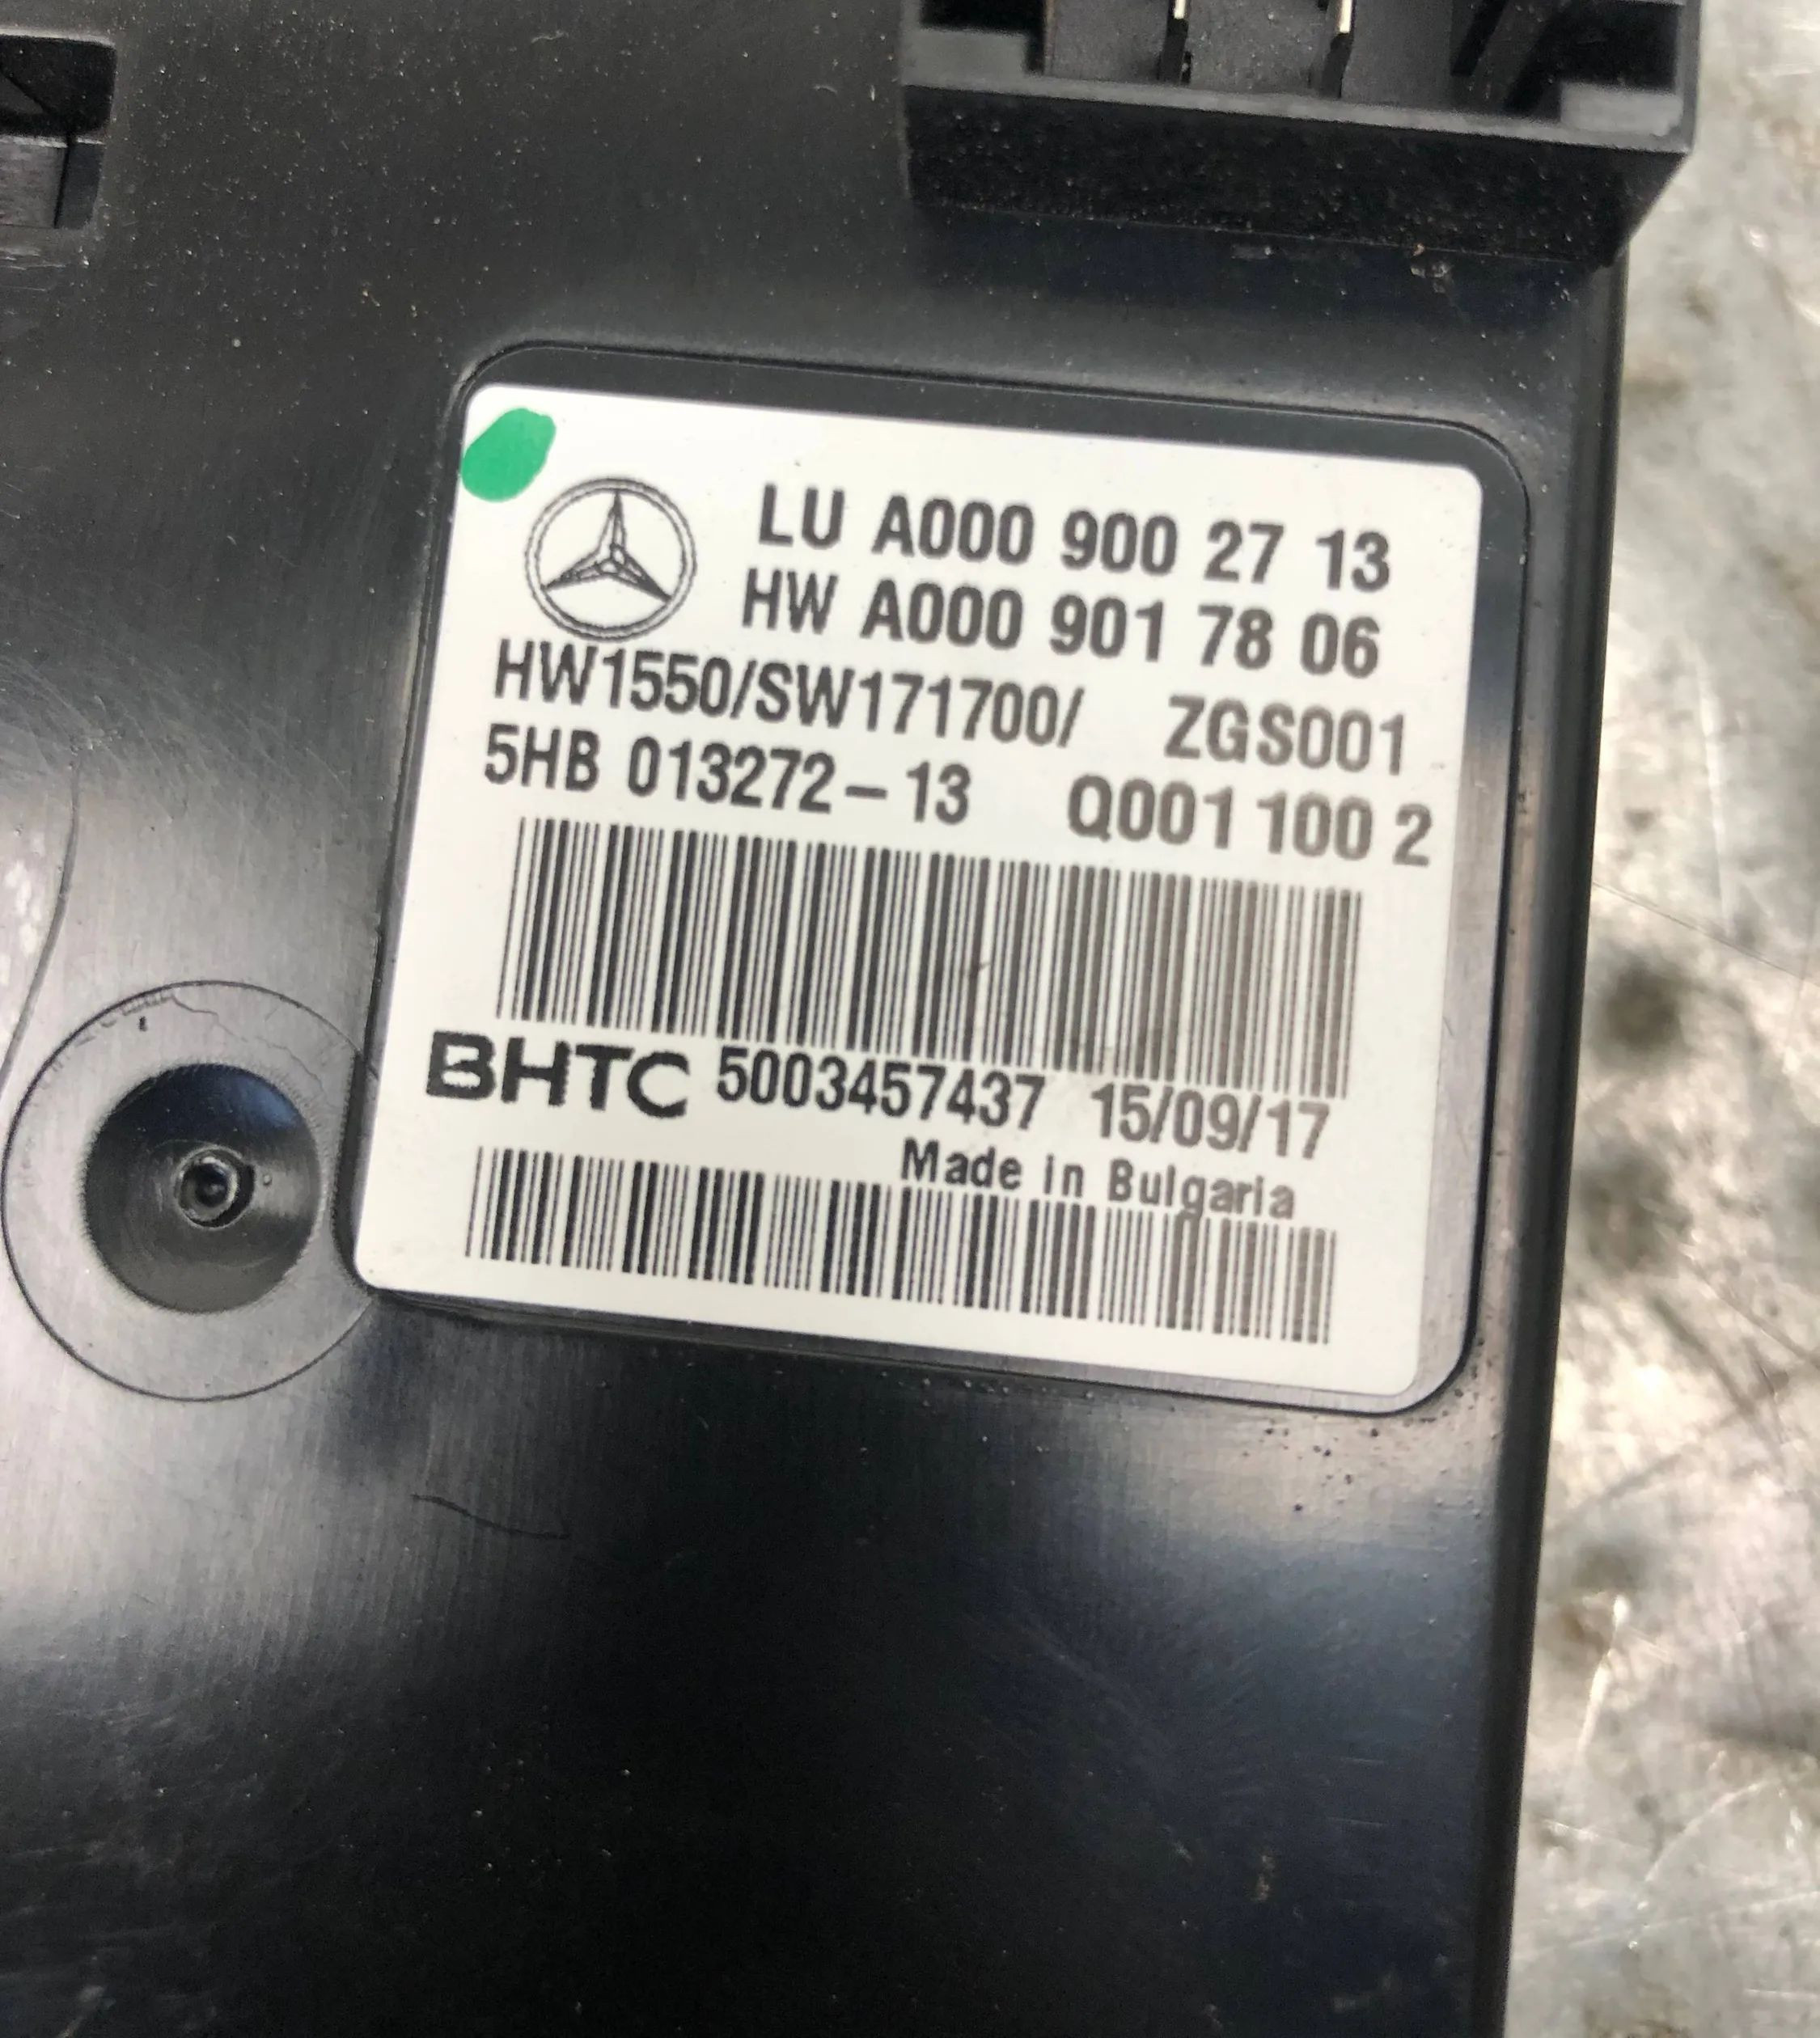 LU A000 900 27 13
HW A000 901 78 06
HW1550/SW171700/ ZGS001
5HB 013272-13 Q001 100 2
BHTC 5003457437 15/09/17
Made in Bulgaria